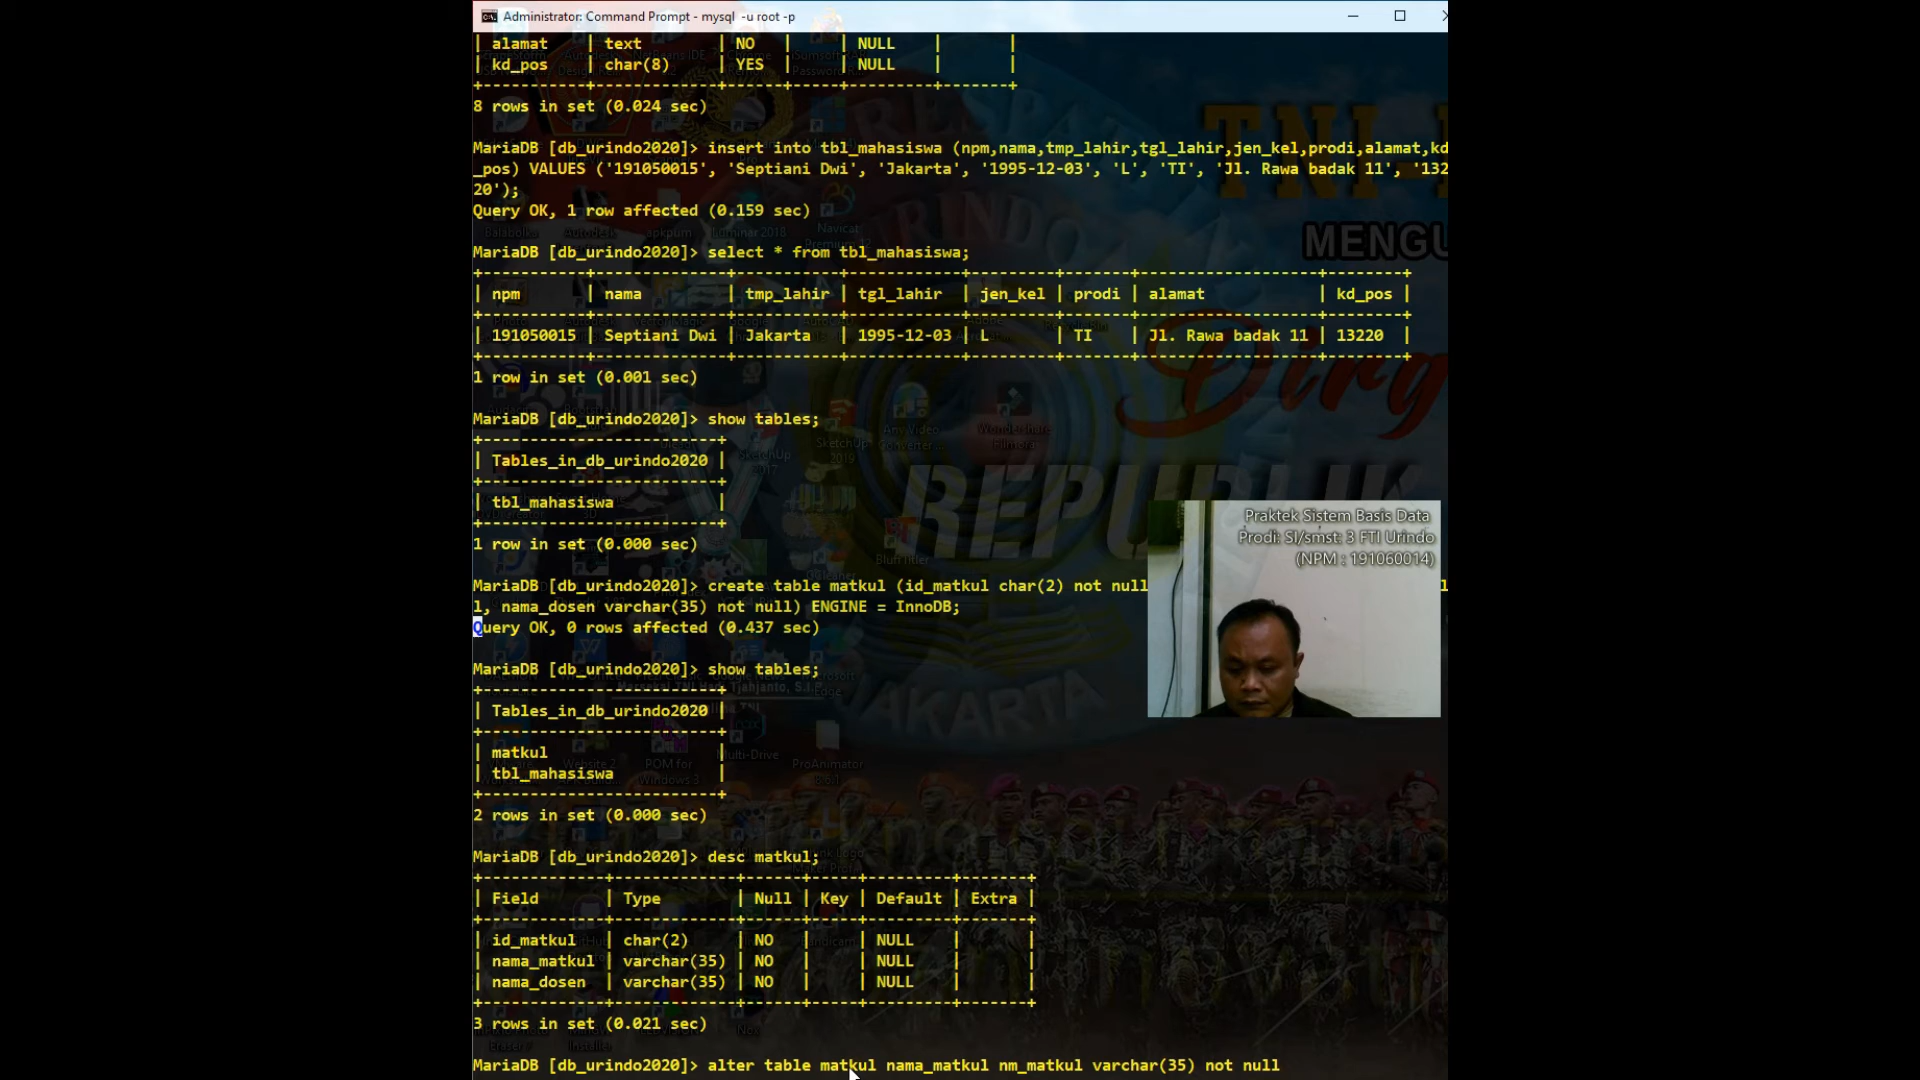 Administrator: Command Prompt - mysql -u root -p
| alamat | text | NO | | NULL | |
| kd_pos | char(8) | YES | | NULL | |
8 rows in set (0.024 sec)
MariaDB [db_urindo2020]> insert into tbl_mahasiswa (npm,nama,tmp_lahir,tgl_lahir,jen_kel,prodi,alamat,kd
_pos) VALUES ('191050015', 'Septiani Dwi', 'Jakarta', '1995-12-03', 'L', 'TI', 'Jl. Rawa badak 11', '132
20');
Query OK, 1 row affected (0.159 sec)
MariaDB [db_urindo2020]> select * from tbl_mahasiswa;
| npm | nama | tmp_lahir | tgl_lahir | jen_kel | prodi | alamat | kd_pos |
| 191050015 | Septiani Dwi | Jakarta | 1995-12-03 | L | TI | Jl. Rawa badak 11 | 13220 |
1 row in set (0.001 sec)
MariaDB [db_urindo2020]> show tables;
| Tables_in_db_urindo2020 |
| tbl_mahasiswa |
1 row in set (0.000 sec)
MariaDB [db_urindo2020]> create table matkul (id_matkul char(2) not null
l, nama_dosen varchar(35) not null) ENGINE = InnoDB;
Query OK, 0 rows affected (0.437 sec)
MariaDB [db_urindo2020]> show tables;
| Tables_in_db_urindo2020 |
| matkul |
| tbl_mahasiswa |
2 rows in set (0.000 sec)
MariaDB [db_urindo2020]> desc matkul;
| Field | Type | Null | Key | Default | Extra |
| id_matkul | char(2) | NO | | NULL | |
| nama_matkul | varchar(35) | NO | | NULL | |
| nama_dosen | varchar(35) | NO | | NULL | |
3 rows in set (0.021 sec)
MariaDB [db_urindo2020]> alter table matkul nama_matkul nm_matkul varchar(35) not null
Praktek Sistem Basis Data
Prodi: SI/smst: 3 FTI Urindo
(NPM : 191060014)
TNI-
MENGU
REPUBLIK
JAKARTA